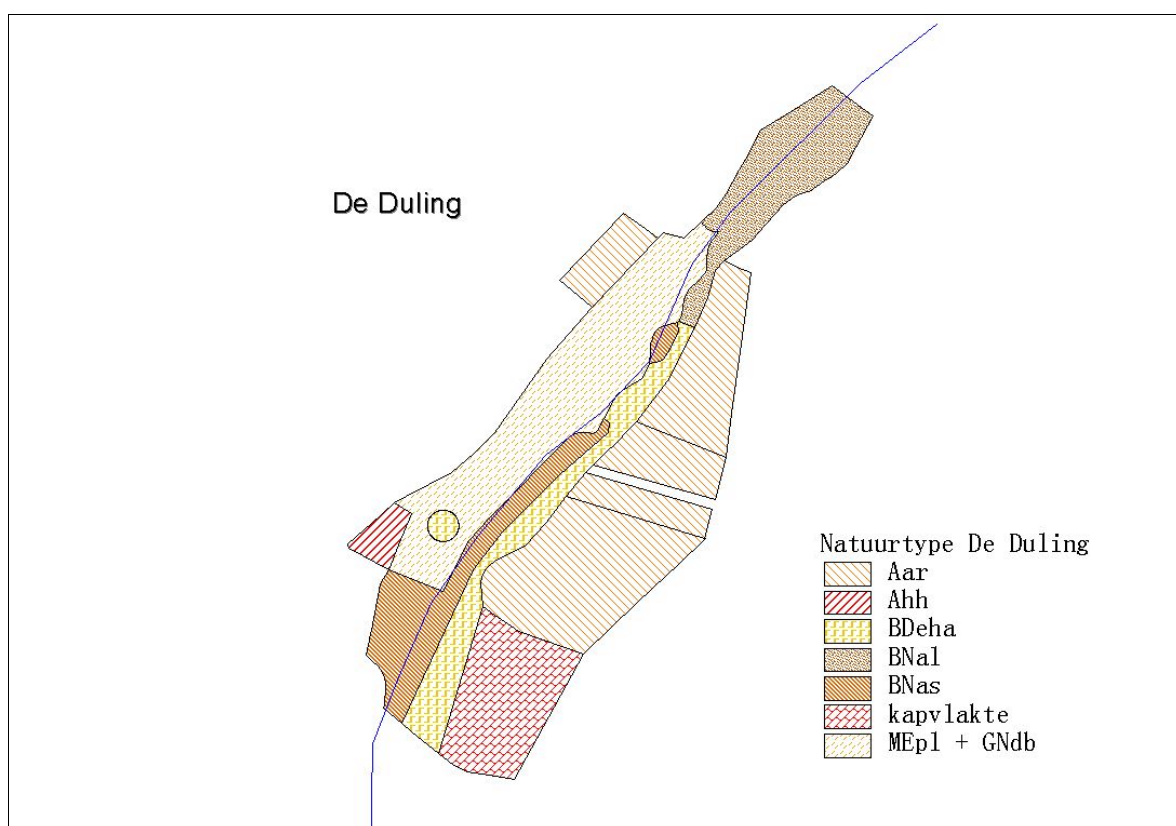 De Duling
Natuurtype De Duling
Aar
Ahh
BDeha
BNal
BNas
kapvlakte
MEpl + GNdb